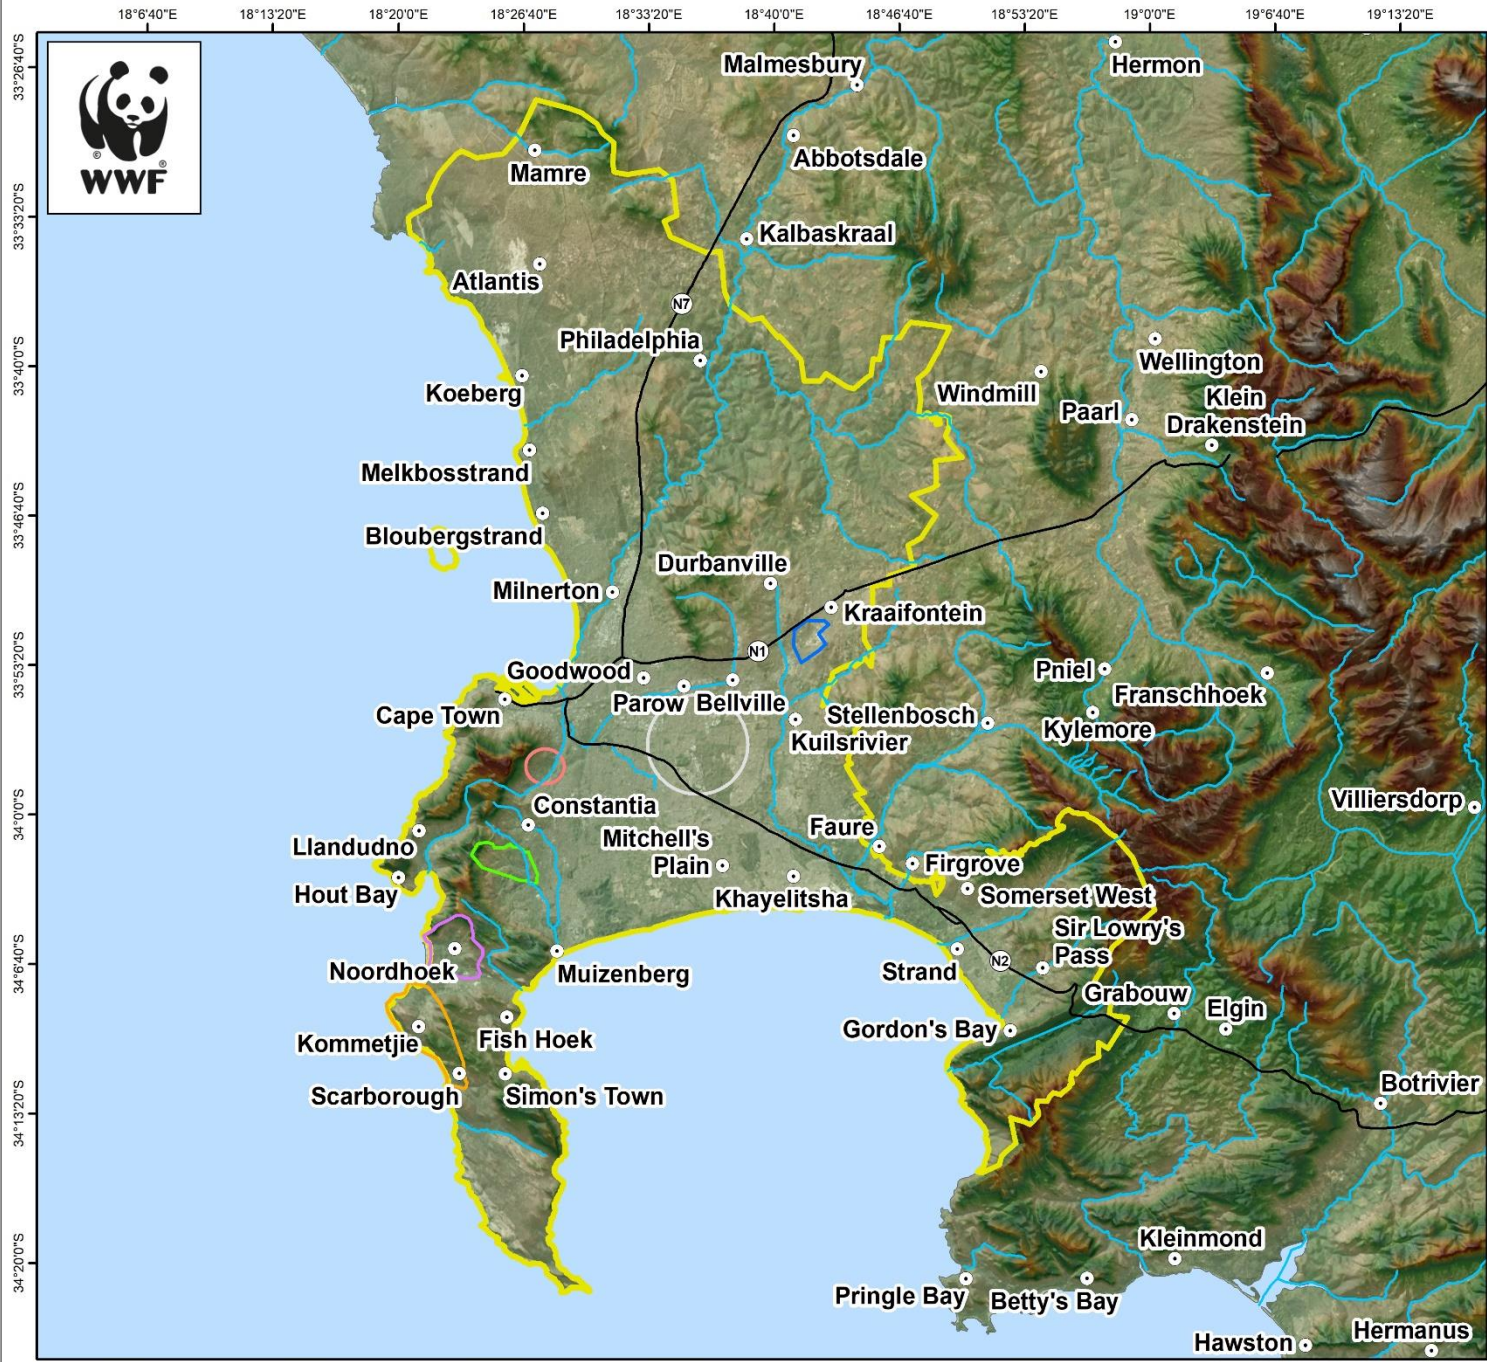 18°6'40"E 18°13'20"E 18°20'0"E 18°26'40"E 18°33'20"E 18°40'0"E 18°46'40"E 18°53'20"E 19°0'0"E 19°6'40"E 19°13'20"E
33°26'40"S
33°33'20"S
33°40'0"S
33°46'40"S
33°53'20"S
34°0'0"S
34°6'40"S
34°13'20"S
34°20'0"S
©
®
WWF
Malmesbury
Hermon
Abbotsdale
Mamre
Kalbaskraal
Atlantis
N7
Philadelphia
Wellington
Koeberg
Windmill
Klein
Drakenstein
Paarl
Melkbosstrand
Bloubergstrand
Durbanville
Milnerton
Kraaifontein
N1
Goodwood
Pniel
Franschhoek
Parow
Bellville
Cape Town
Stellenbosch
Kylemore
Kuilsrivier
Constantia
Villiersdorp
Faure
Mitchell's
Plain
Llandudno
Firgrove
Hout Bay
Khayelitsha
Somerset West
Sir Lowry's
Pass
N2
Noordhoek
Muizenberg
Strand
Grabouw
Elgin
Gordon's Bay
Kommetjie
Fish Hoek
Scarborough
Simon's Town
Botrivier
Kleinmond
Pringle Bay
Betty's Bay
Hawston
Hermanus